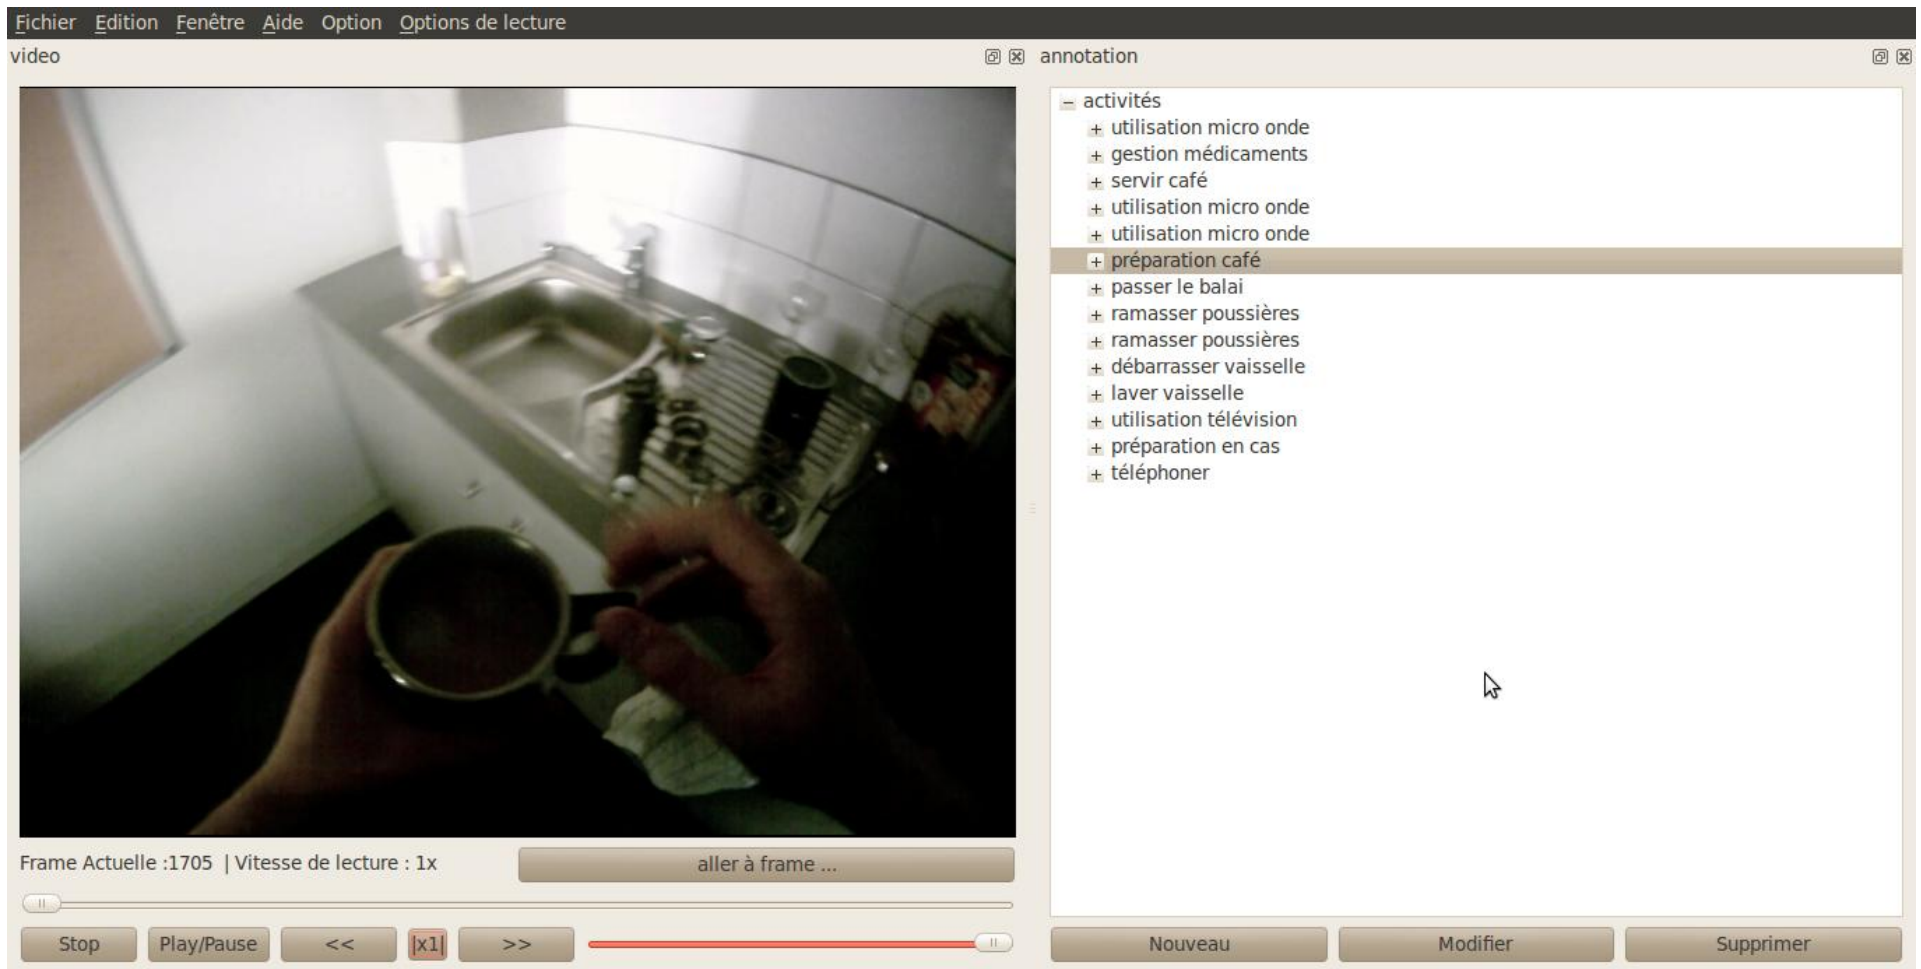 Fichier Edition Fenêtre Aide Option Options de lecture
video
annotation
activités
utilisation micro onde
gestion médicaments
servir café
utilisation micro onde
utilisation micro onde
préparation café
passer le balai
ramasser poussières
ramasser poussières
débarrasser vaisselle
laver vaisselle
utilisation télévision
préparation en cas
téléphoner
Frame Actuelle :1705 | Vitesse de lecture : 1x
aller à frame ...
Stop Play/Pause << |x1| >>
Nouveau Modifier Supprimer